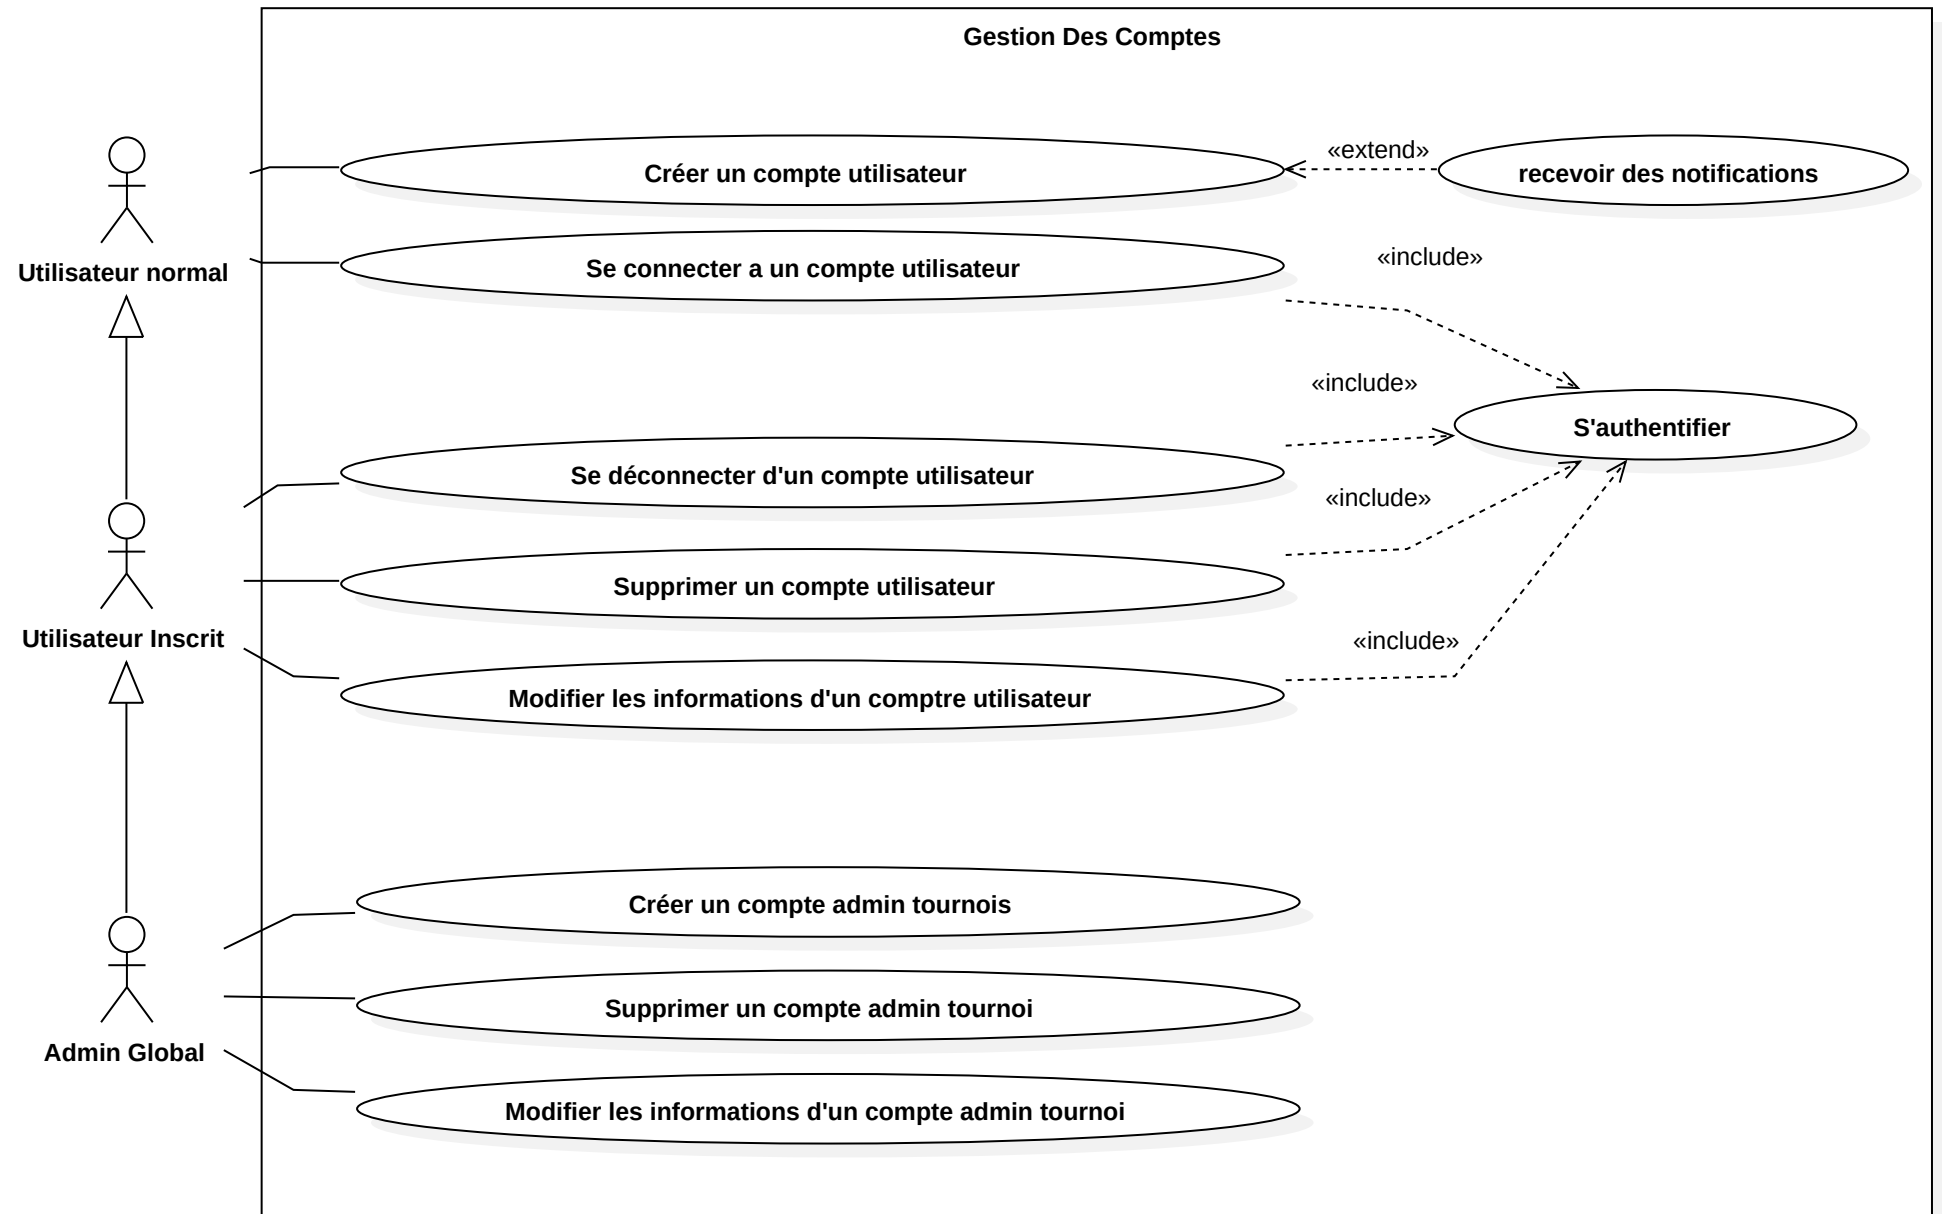 Gestion Des Comptes
Créer un compte utilisateur
«extend»
recevoir des notifications
Utilisateur normal
Se connecter a un compte utilisateur
«include»
«include»
S'authentifier
Se déconnecter d'un compte utilisateur
«include»
Supprimer un compte utilisateur
Utilisateur Inscrit
«include»
Modifier les informations d'un comptre utilisateur
Créer un compte admin tournois
Supprimer un compte admin tournoi
Admin Global
Modifier les informations d'un compte admin tournoi